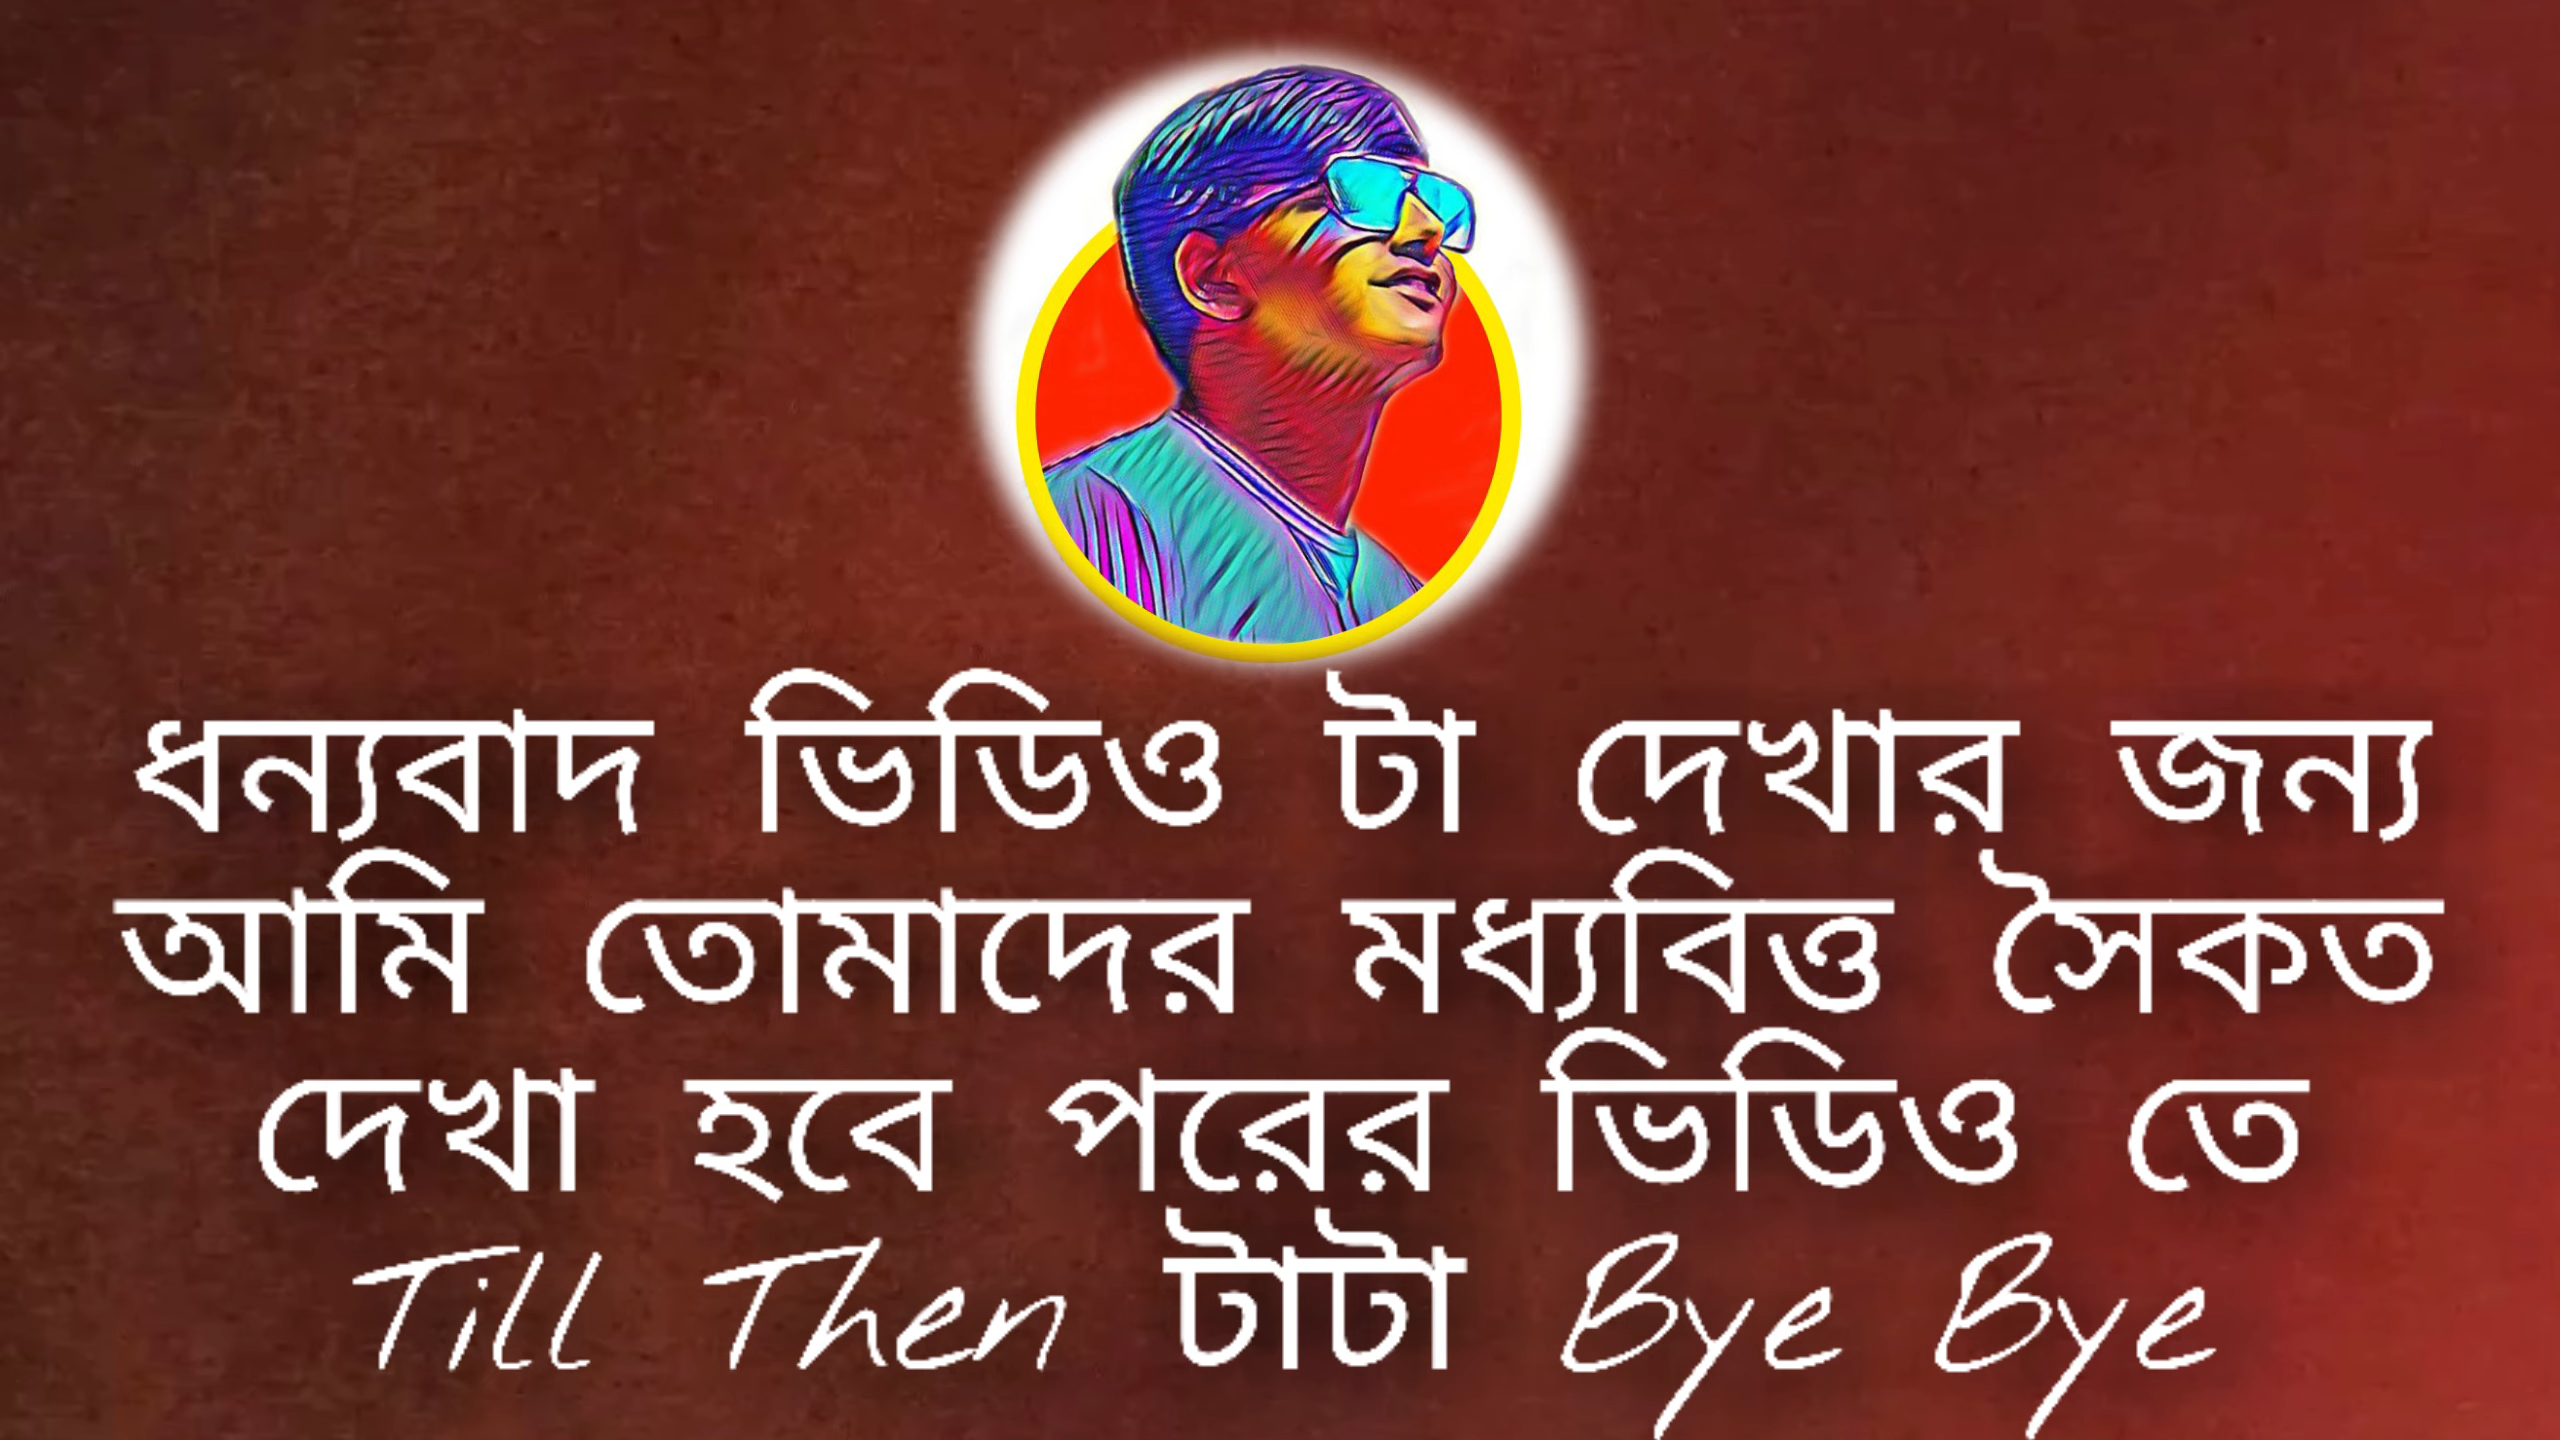 ধন্যবাদ ভিডিও টা দেখার জন্য
আমি তোমাদের মধ্যবিত্ত সৈকত
দেখা হবে পরের ভিডিও তে
Till Then টাটা Bye Bye